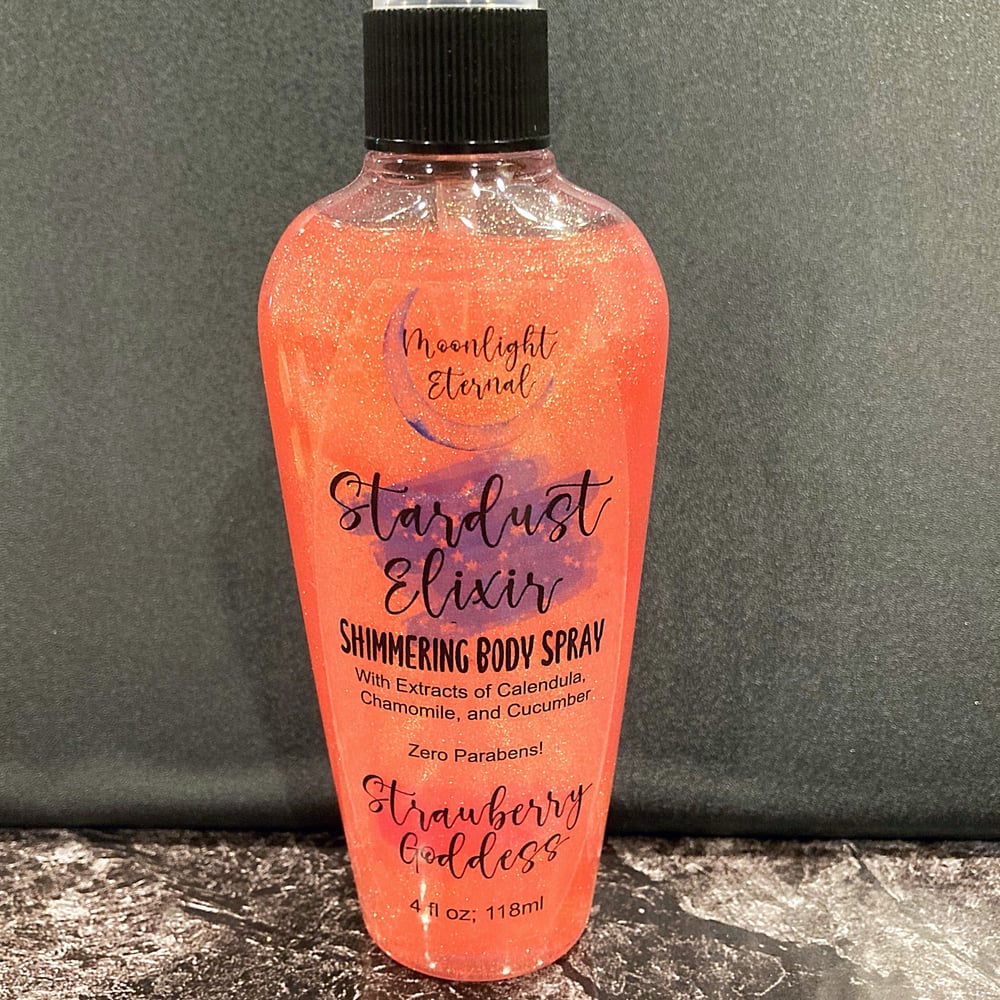 Moonlight
Eternal
Stardust
Elixir
SHIMMERING BODY SPRAY
With Extracts of Calendula,
Chamomile, and Cucumber
Zero Parabens!
Strawberry
Goddess
4 fl oz; 118ml